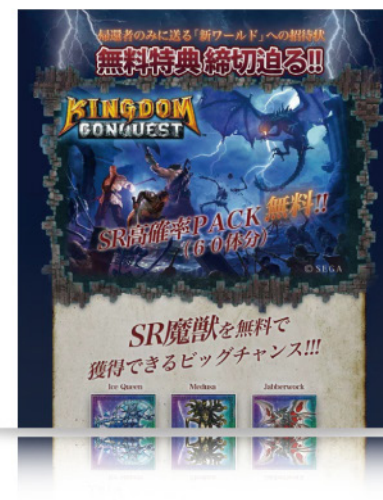 帰還者のみに送る「新ワールド」への招待状
無料特典 締切迫る!!
KINGDOM
CONQUEST
SR高確率PACK 無料!!
(60体分)
© SEGA
SR魔獣を無料で
獲得できるビッグチャンス!!!
Ice Queen
Medusa
Jabberwock